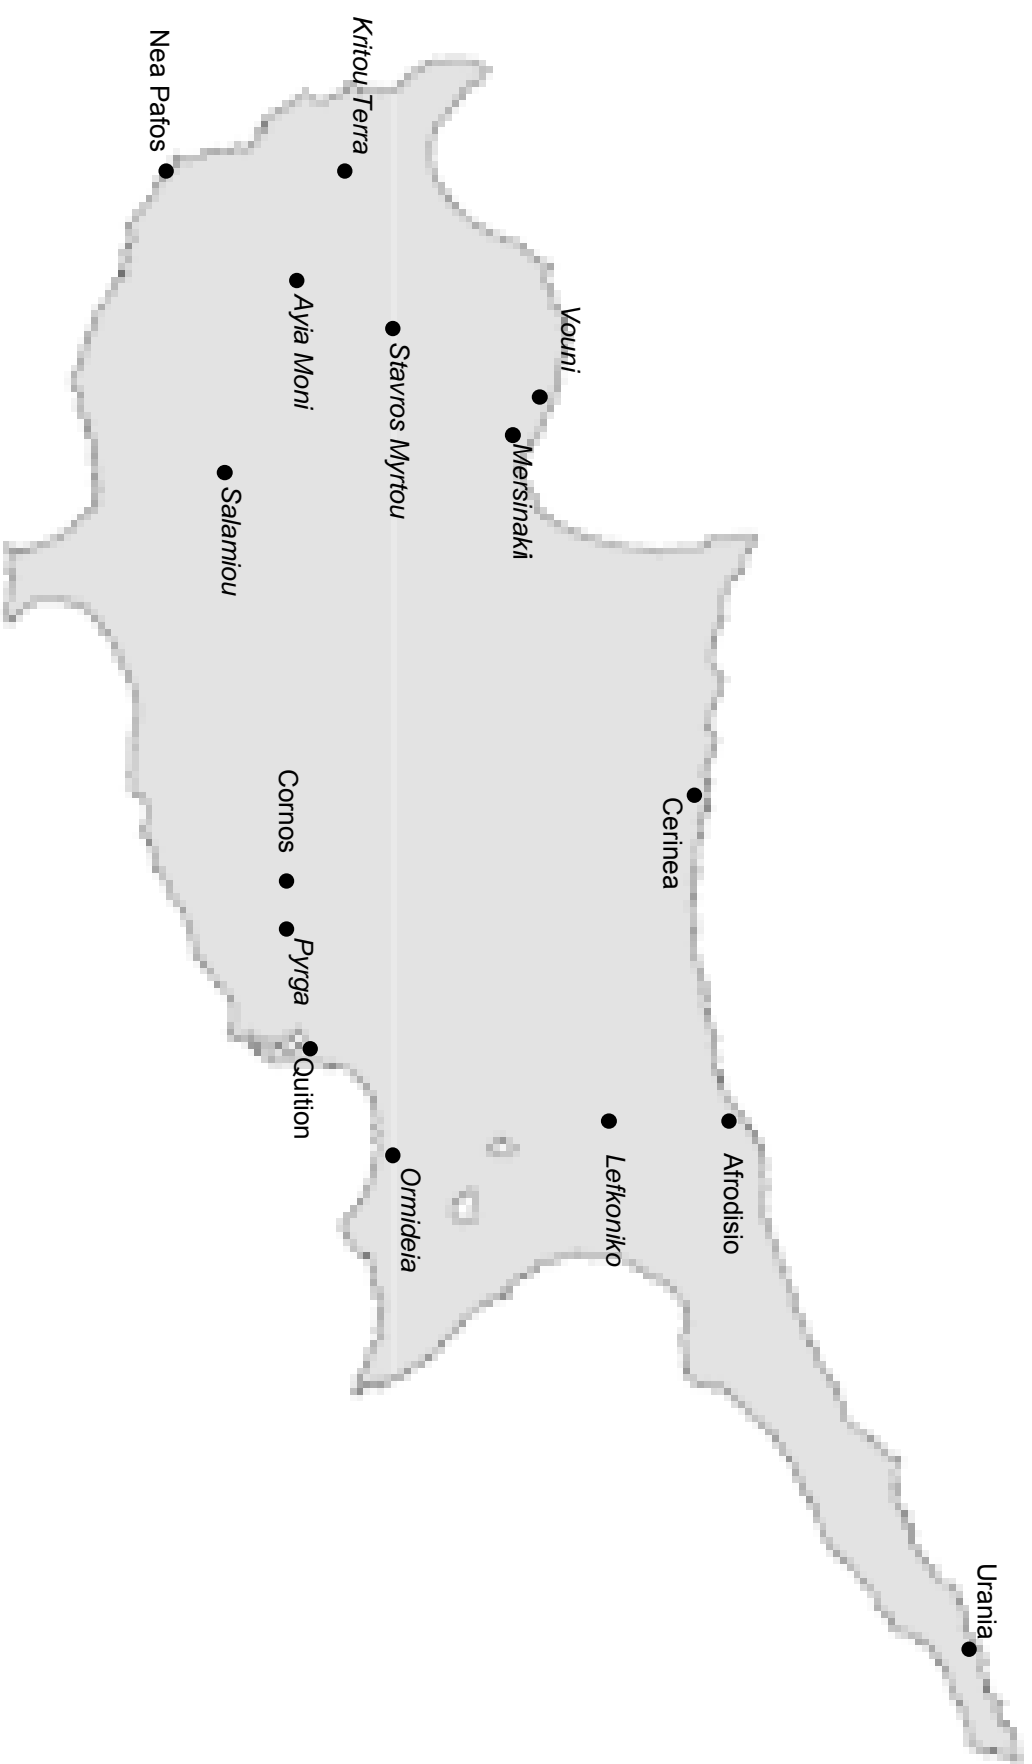 Urania
Afrodisio
Cerinea
Lefkoniko
Vouni
Mersinaki
Stavros Myrtou
Ormideia
Kritou Terra
Ayia Moni
Cornos
Pyrga
Quition
Salamiou
Nea Pafos